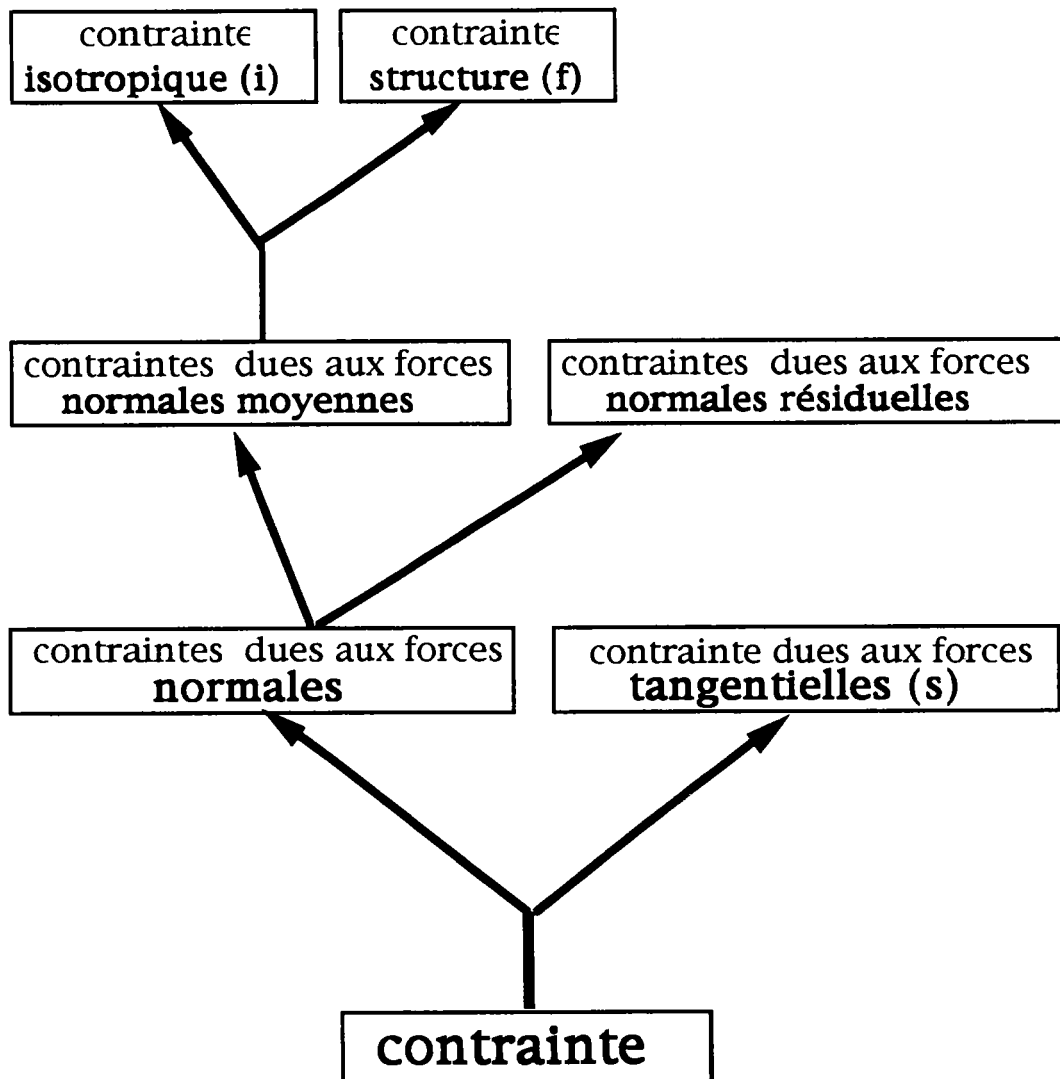 contrainte
isotropique (i)
contrainte
structure (f)
contraintes dues aux forces
normales moyennes
contraintes dues aux forces
normales résiduelles
contraintes dues aux forces
normales
contrainte dues aux forces
tangentielles (s)
contrainte